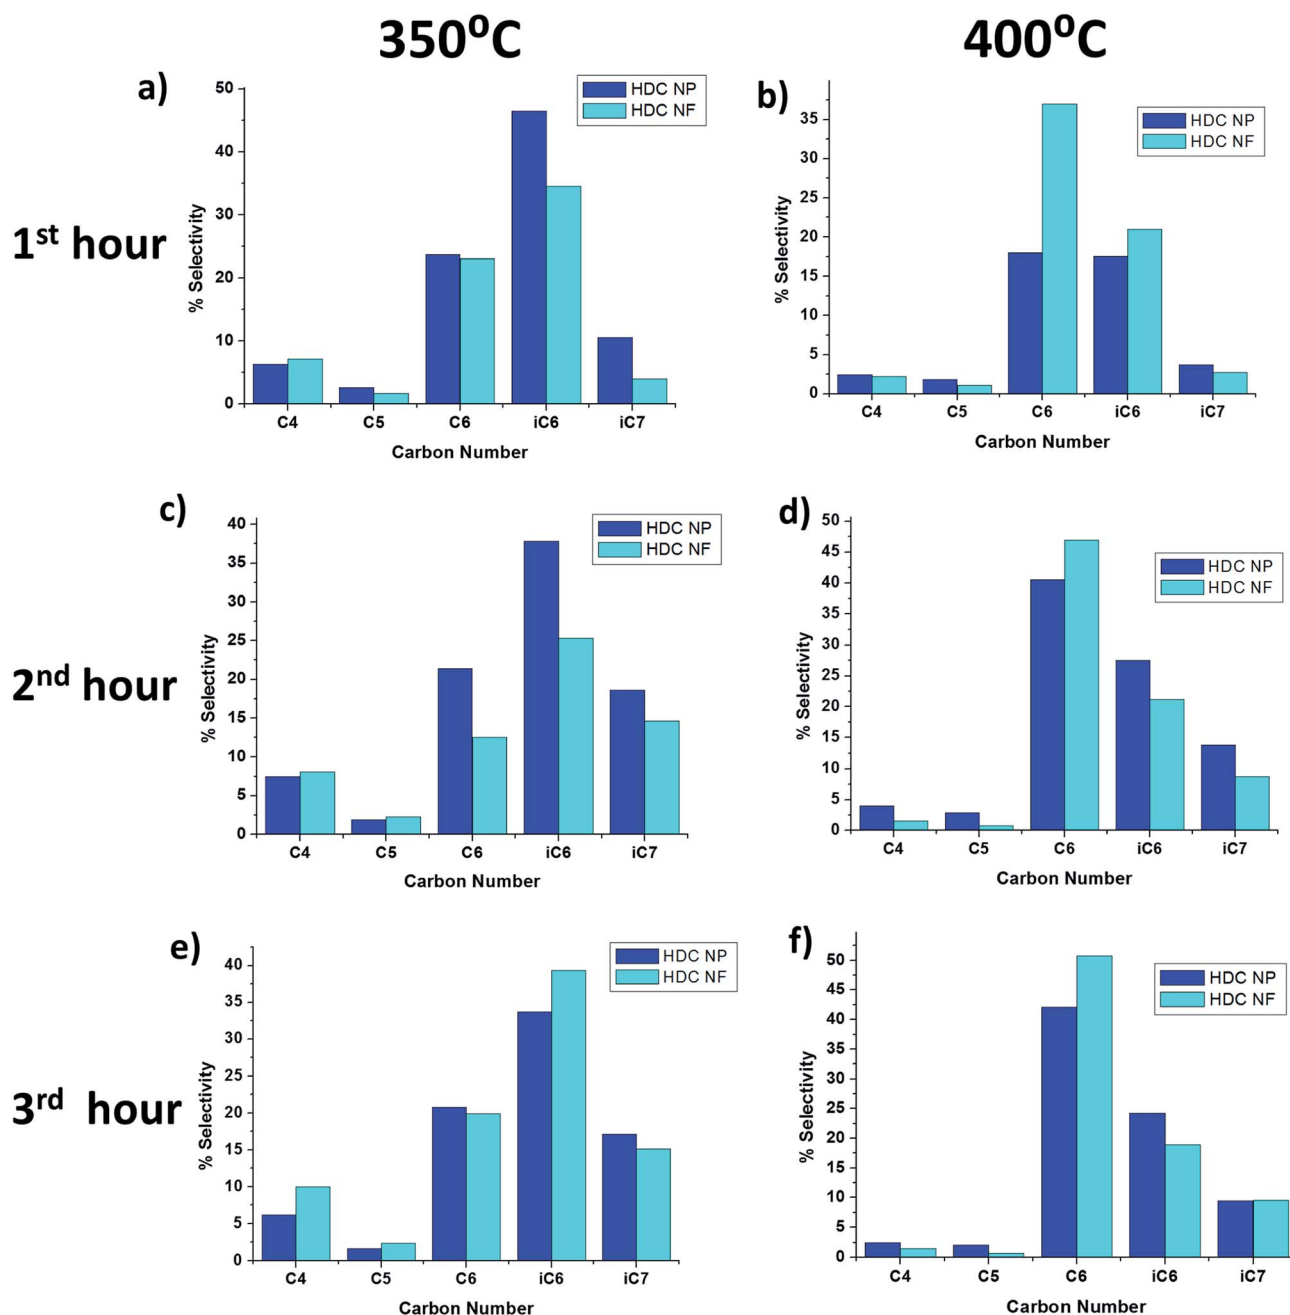 350⁰C
400⁰C
1st hour
a)
% Selectivity
50
40
30
20
10
0
HDC NP
HDC NF
C4 C5 C6 iC6 iC7
Carbon Number
b)
% Selectivity
35
30
25
20
15
10
5
0
HDC NP
HDC NF
C4 C5 C6 iC6 iC7
Carbon Number
2nd hour
c)
% Selectivity
40
35
30
25
20
15
10
5
0
HDC NP
HDC NF
C4 C5 C6 iC6 iC7
Carbon Number
d)
% Selectivity
50
45
40
35
30
25
20
15
10
5
0
HDC NP
HDC NF
C4 C5 C6 iC6 iC7
Carbon Number
3rd hour
e)
% Selectivity
40
35
30
25
20
15
10
5
0
HDC NP
HDC NF
C4 C5 C6 iC6 iC7
Carbon Number
f)
% Selectivity
50
45
40
35
30
25
20
15
10
5
0
HDC NP
HDC NF
C4 C5 C6 iC6 iC7
Carbon Number